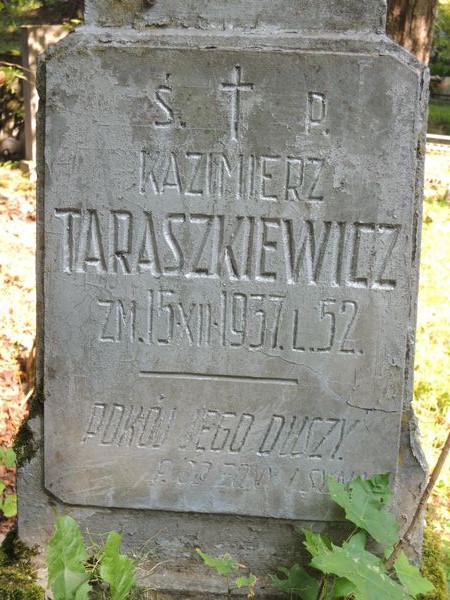 Ś. P.
KAZIMIERZ
TARASZKIEWICZ
ZM. 15·XII·1937. L. 52.
POKÓJ JEGO DUSZY.